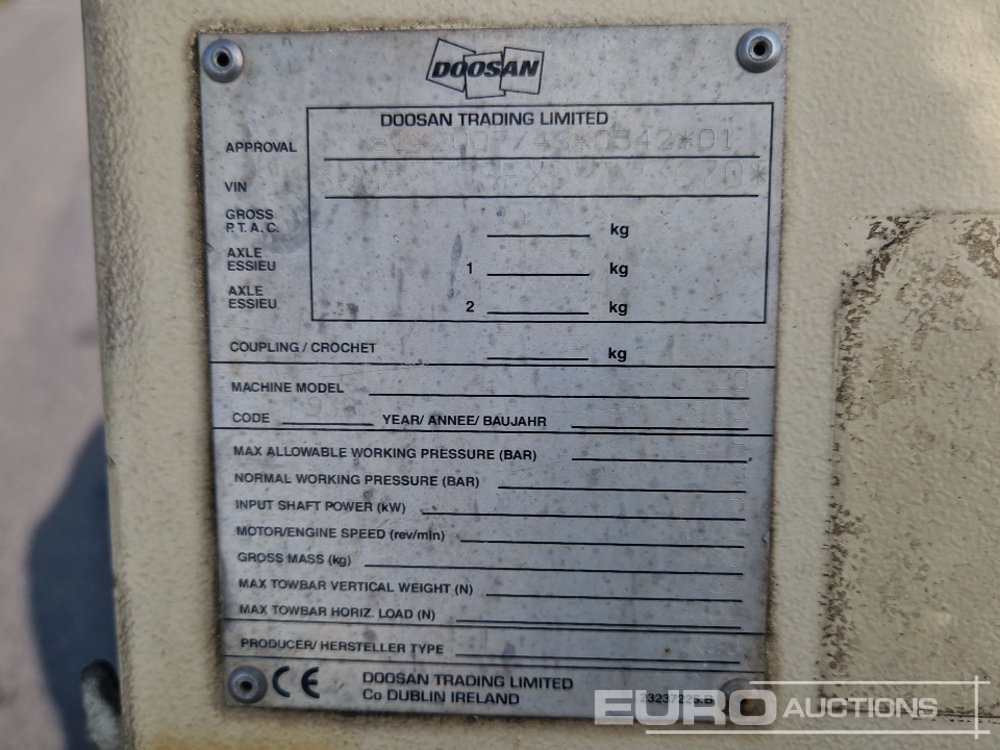 DOOSAN
DOOSAN TRADING LIMITED
APPROVAL
VIN
GROSS
P.T.A.C. kg
AXLE
ESSIEU 1 kg
AXLE
ESSIEU 2 kg
COUPLING / CROCHET kg
MACHINE MODEL
CODE YEAR/ ANNEE/ BAUJAHR
MAX ALLOWABLE WORKING PRESSURE (BAR)
NORMAL WORKING PRESSURE (BAR)
INPUT SHAFT POWER (kW)
MOTOR/ENGINE SPEED (rev/min)
GROSS MASS (kg)
MAX TOWBAR VERTICAL WEIGHT (N)
MAX TOWBAR HORIZ. LOAD (N)
PRODUCER/ HERSTELLER TYPE
CE DOOSAN TRADING LIMITED
Co DUBLIN IRELAND 23237225.B
EURO AUCTIONS